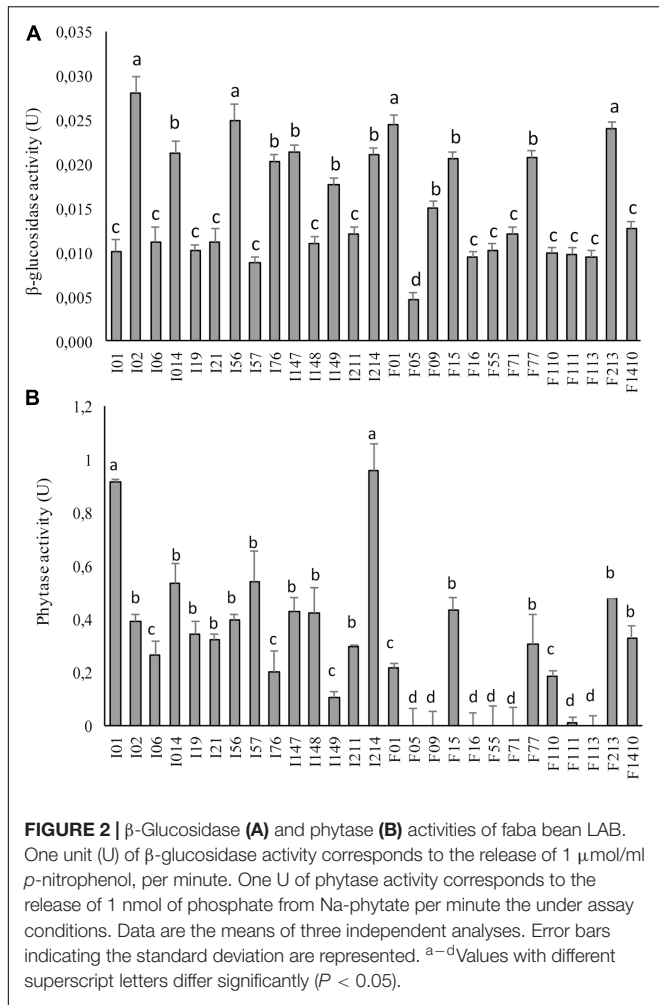 A
0,035
0,030
0,025
0,020
0,015
0,010
0,005
0,000
β-glucosidase activity (U)
c a c b c c a c b b c b c b a d b b c c c b c c c a c
I01 I02 I06 I014 I19 I21 I56 I57 I76 I147 I148 I149 I211 I214 F01 F05 F09 F15 F16 F55 F71 F77 F110 F111 F113 F213 F1410
B
1,2
1
0,8
0,6
0,4
0,2
0
Phytase activity (U)
a b c b b b b b c b b c b a c d d b d d d b c d d b b
I01 I02 I06 I014 I19 I21 I56 I57 I76 I147 I148 I149 I211 I214 F01 F05 F09 F15 F16 F55 F71 F77 F110 F111 F113 F213 F1410
FIGURE 2 | β-Glucosidase (A) and phytase (B) activities of faba bean LAB.
One unit (U) of β-glucosidase activity corresponds to the release of 1 μmol/ml
p-nitrophenol, per minute. One U of phytase activity corresponds to the
release of 1 nmol of phosphate from Na-phytate per minute the under assay
conditions. Data are the means of three independent analyses. Error bars
indicating the standard deviation are represented. a–dValues with different
superscript letters differ significantly (P < 0.05).